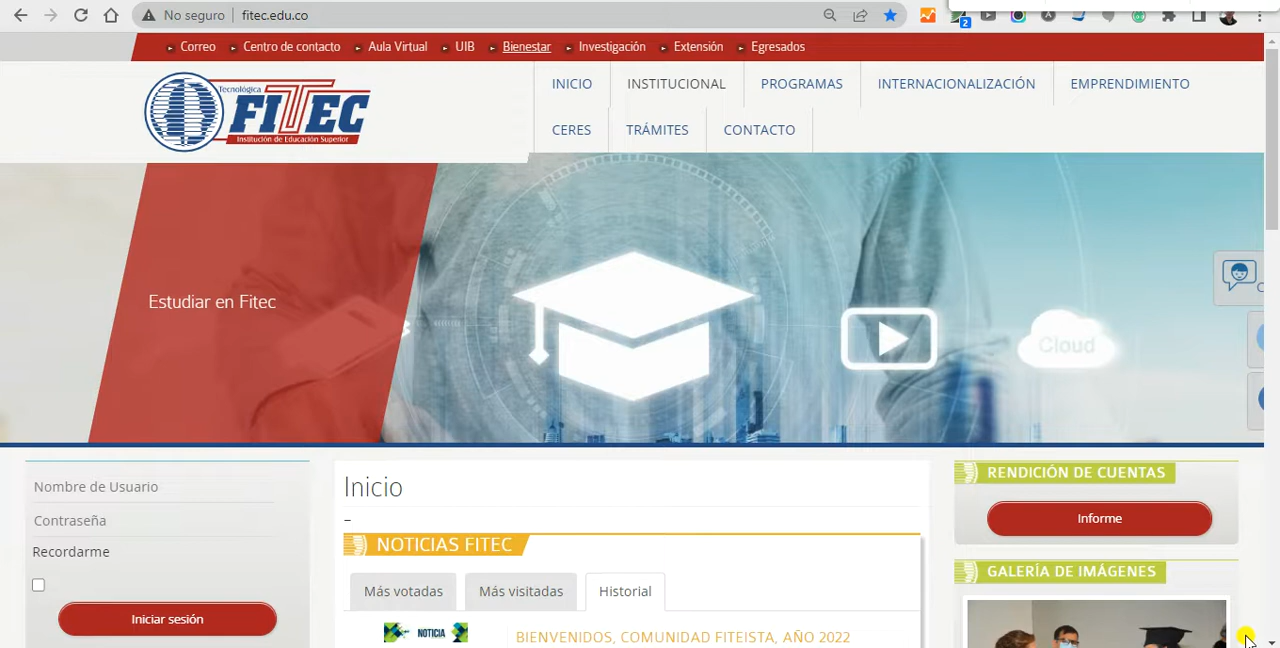 No seguro | fitec.edu.co
2
Correo Centro de contacto Aula Virtual UIB Bienestar Investigación Extensión Egresados
Tecnológica
FITEC
Institución de Educación Superior
INICIO INSTITUCIONAL PROGRAMAS INTERNACIONALIZACIÓN EMPRENDIMIENTO
CERES TRÁMITES CONTACTO
Estudiar en Fitec
Cloud
Nombre de Usuario
Contraseña
Recordarme
Iniciar sesión
Inicio
–
NOTICIAS FITEC
Más votadas Más visitadas Historial
NOTICIA
BIENVENIDOS, COMUNIDAD FITEISTA, AÑO 2022
RENDICIÓN DE CUENTAS
Informe
GALERÍA DE IMÁGENES